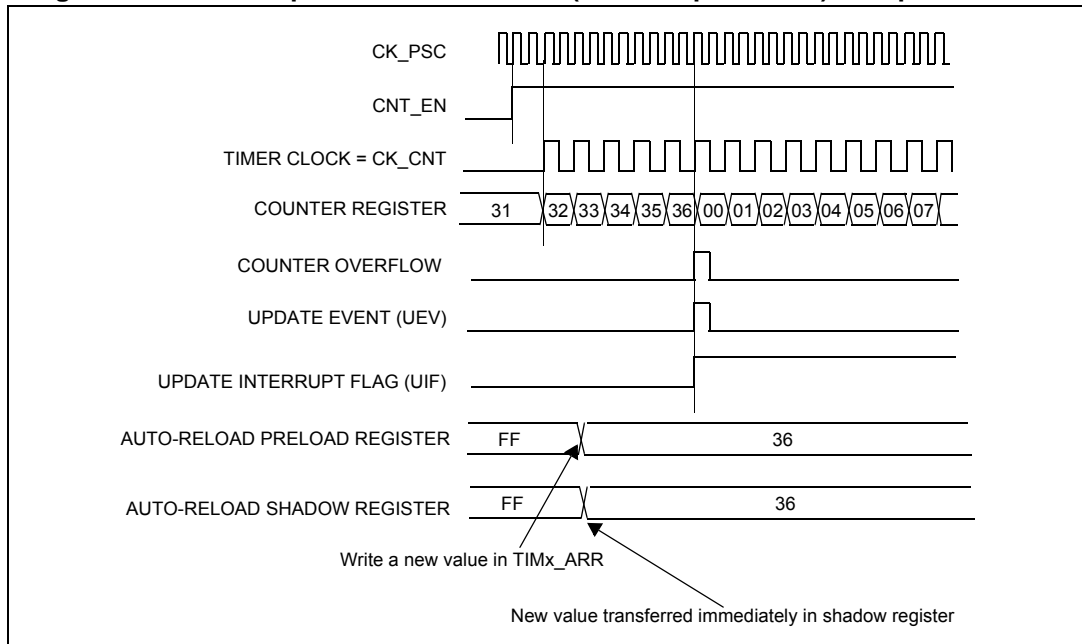 CK_PSC
CNT_EN
TIMER CLOCK = CK_CNT
COUNTER REGISTER 31 32 33 34 35 36 00 01 02 03 04 05 06 07
COUNTER OVERFLOW
UPDATE EVENT (UEV)
UPDATE INTERRUPT FLAG (UIF)
AUTO-RELOAD PRELOAD REGISTER FF 36
AUTO-RELOAD SHADOW REGISTER FF 36
Write a new value in TIMx_ARR
New value transferred immediately in shadow register